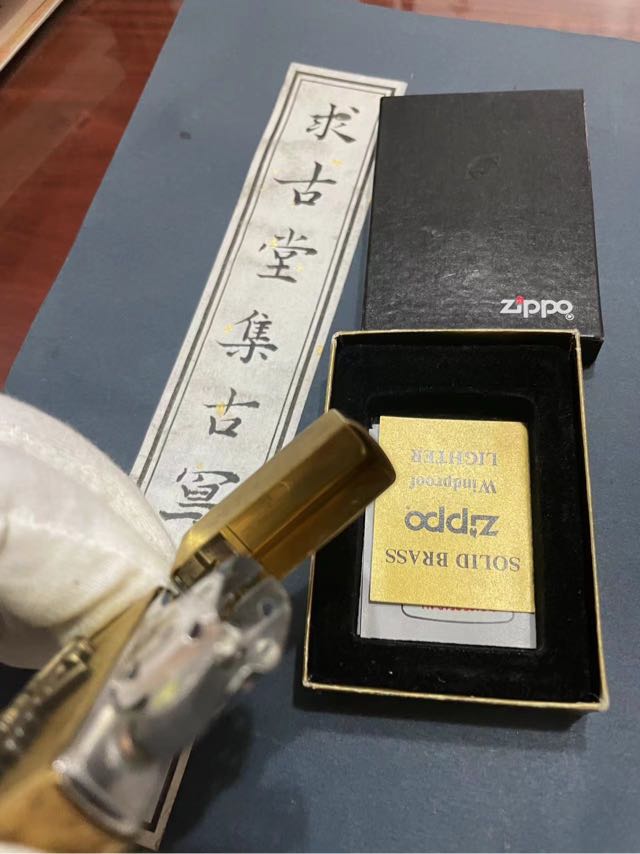 求古堂集古
zippo®
SOLID BRASS
Zippo
Windproof
LIGHTER